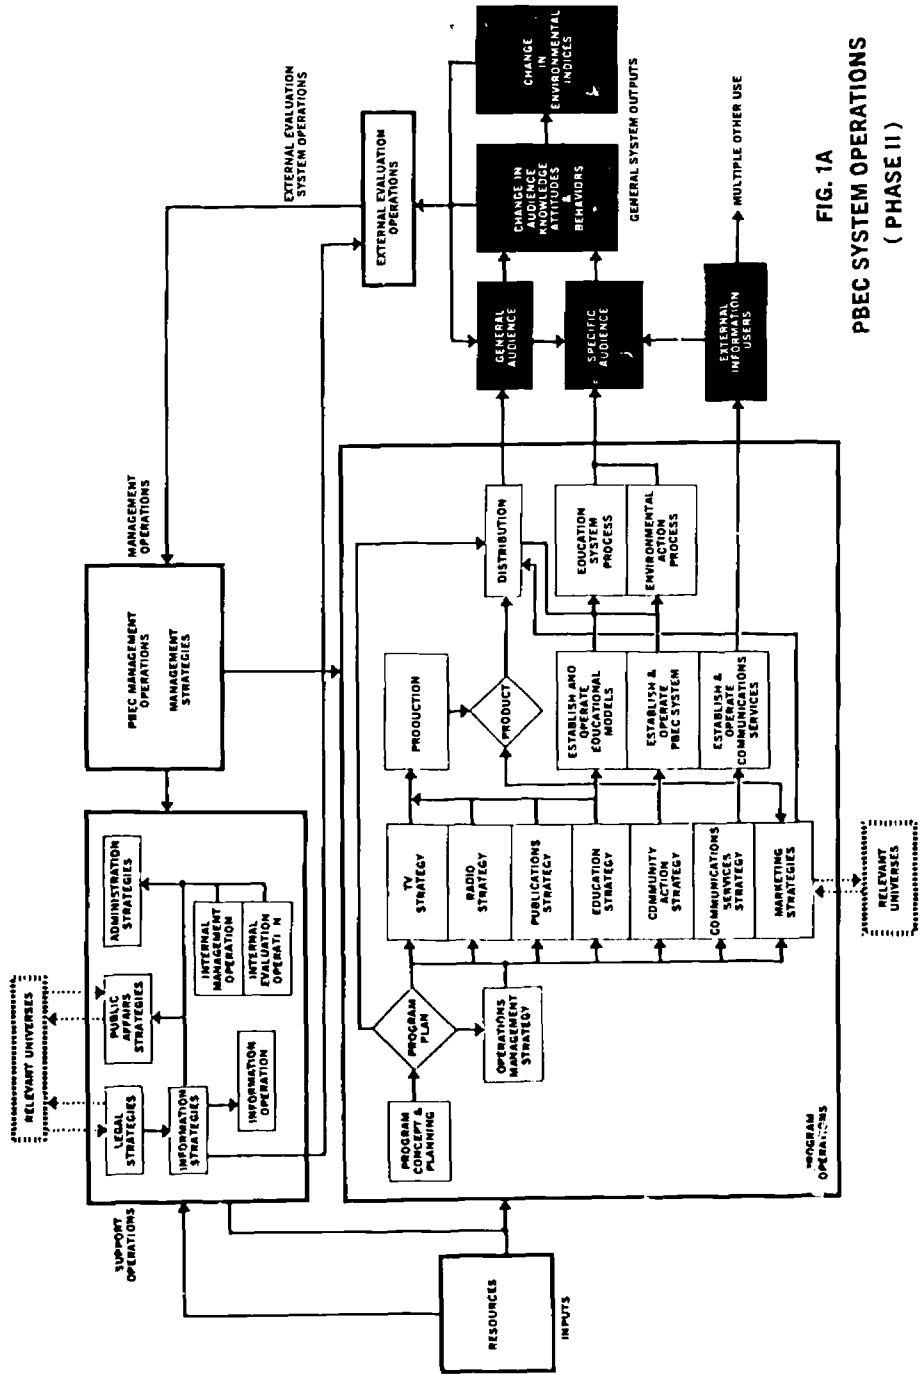 RELEVANT UNIVERSES
SUPPORT
OPERATIONS
LEGAL
STRATEGIES
PUBLIC
AFFAIRS
STRATEGIES
ADMINISTRATION
STRATEGIES
INFORMATION
STRATEGIES
INFORMATION
OPERATION
INTERNAL
MANAGEMENT
OPERATION
INTERNAL
EVALUATION
OPERATI N
MANAGEMENT
OPERATIONS
PBEC MANAGEMENT
OPERATIONS
MANAGEMENT
STRATEGIES
EXTERNAL EVALUATION
SYSTEM OPERATIONS
EXTERNAL EVALUATION
OPERATIONS
RESOURCES
INPUTS
PROGRAM
CONCEPT &
PLANNING
PROGRAM
PLAN
OPERATIONS
MANAGEMENT
STRATEGY
TV
STRATEGY
RADIO
STRATEGY
PUBLICATIONS
STRATEGY
EDUCATION
STRATEGY
COMMUNITY
ACTION
STRATEGY
COMMUNICATIONS
SERVICES
STRATEGY
MARKETING
STRATEGIES
PRODUCTION
PRODUCT
ESTABLISH AND
OPERATE
EDUCATIONAL
MODELS
ESTABLISH &
OPERATE
PBEC SYSTEM
ESTABLISH &
OPERATE
COMMUNICATIONS
SERVICES
DISTRIBUTION
EDUCATION
SYSTEM
PROCESS
ENVIRONMENTAL
ACTION
PROCESS
PROGRAM
OPERATIONS
RELEVANT
UNIVERSES
GENERAL
AUDIENCE
SPECIFIC
AUDIENCE
EXTERNAL
INFORMATION
USERS
CHANGE IN
AUDIENCE
KNOWLEDGE
ATTITUDES
&
BEHAVIORS
CHANGE
IN
ENVIRONMENTAL
INDICES
GENERAL SYSTEM OUTPUTS
MULTIPLE OTHER USE
FIG. 1A
PBEC SYSTEM OPERATIONS
( PHASE II )